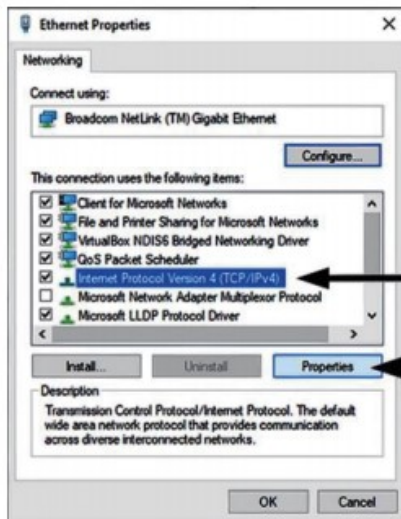 Ethernet Properties
Networking
Connect using:
Broadcom NetLink (TM) Gigabit Ethernet
Configure...
This connection uses the following items:
Client for Microsoft Networks
File and Printer Sharing for Microsoft Networks
VirtualBox NDIS6 Bridged Networking Driver
QoS Packet Scheduler
Internet Protocol Version 4 (TCP/IPv4)
Microsoft Network Adapter Multiplexor Protocol
Microsoft LLDP Protocol Driver
Install... Uninstall Properties
Description
Transmission Control Protocol/Internet Protocol. The default
wide area network protocol that provides communication
across diverse interconnected networks.
OK Cancel